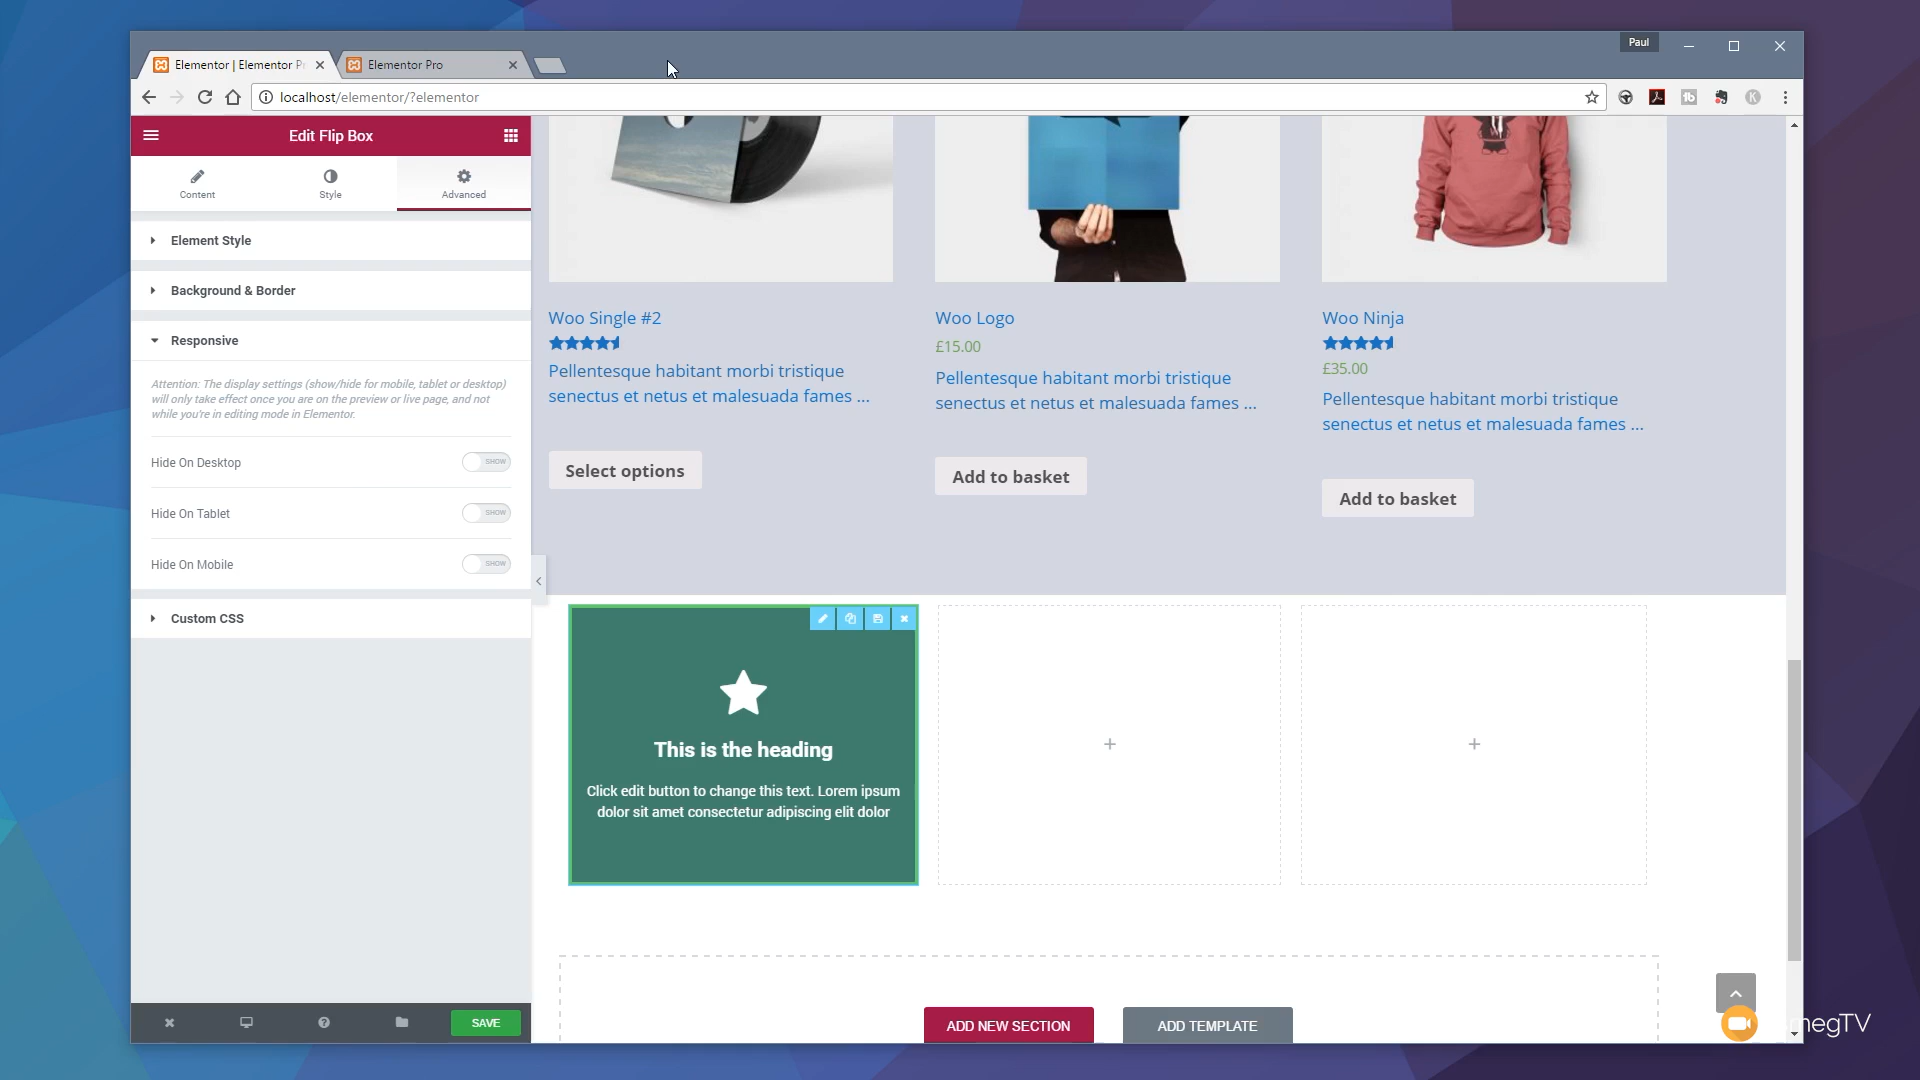 Paul
Elementor | Elementor Pr
Elementor Pro
localhost/elementor/?elementor
Edit Flip Box
Content
Style
Advanced
Element Style
Background & Border
Responsive
Attention: The display settings (show/hide for mobile, tablet or desktop)
will only take effect once you are on the preview or live page, and not
while you're in editing mode in Elementor.
Hide On Desktop
SHOW
Hide On Tablet
SHOW
Hide On Mobile
SHOW
Custom CSS
SAVE
Woo Single #2
Pellentesque habitant morbi tristique
senectus et netus et malesuada fames ...
Select options
Woo Logo
£15.00
Pellentesque habitant morbi tristique
senectus et netus et malesuada fames ...
Add to basket
Woo Ninja
£35.00
Pellentesque habitant morbi tristique
senectus et netus et malesuada fames ...
Add to basket
This is the heading
Click edit button to change this text. Lorem ipsum
dolor sit amet consectetur adipiscing elit dolor
+
+
ADD NEW SECTION
ADD TEMPLATE
megTV